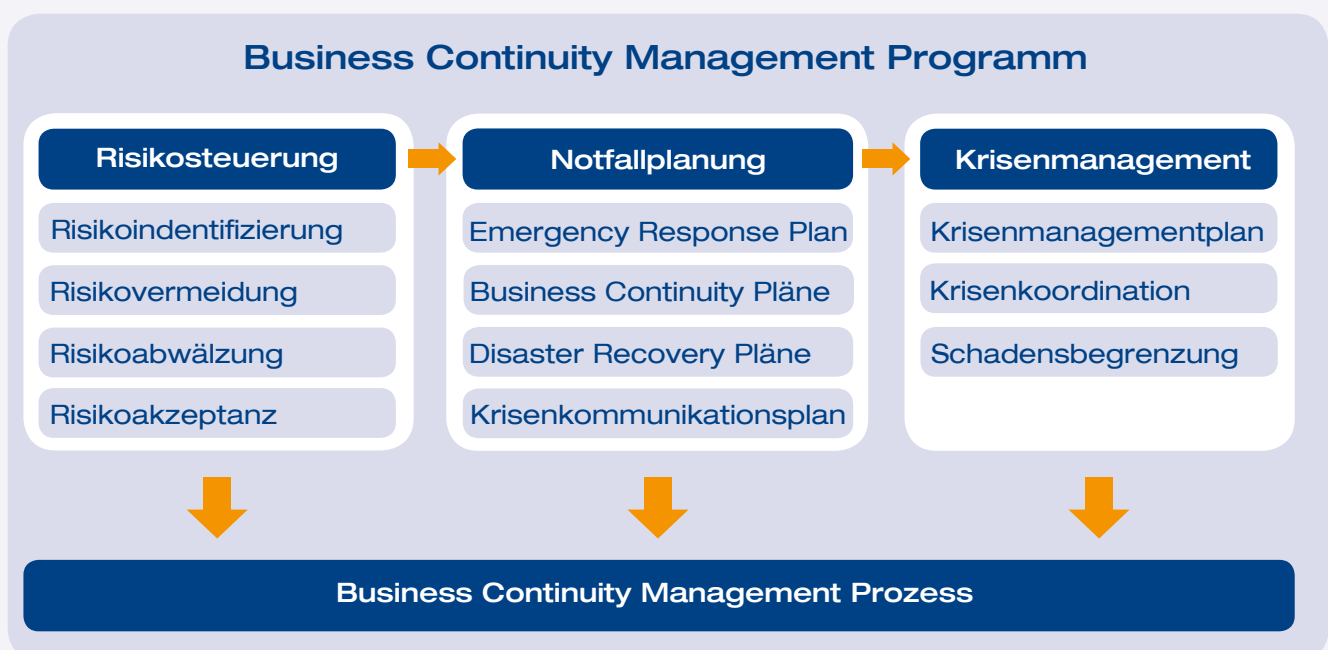 Business Continuity Management Programm
Risikosteuerung
Risikoindentifizierung
Risikovermeidung
Risikoabwälzung
Risikoakzeptanz
Notfallplanung
Emergency Response Plan
Business Continuity Pläne
Disaster Recovery Pläne
Krisenkommunikationsplan
Krisenmanagement
Krisenmanagementplan
Krisenkoordination
Schadensbegrenzung
Business Continuity Management Prozess